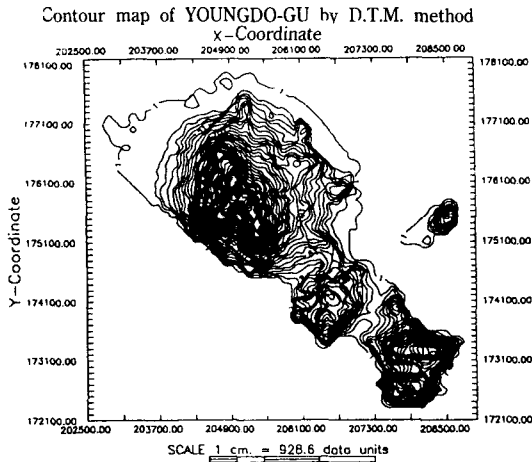 Contour map of YOUNGDO-GU by D.T.M. method
x-Coordinate
202500.00 203700.00 204900.00 206100.00 207300.00 208500.00
178100.00 178100.00
177100.00 177100.00
176100.00 176100.00
Y-Coordinate
175100.00 175100.00
174100.00 174100.00
173100.00 173100.00
172100.00 172100.00
202500.00 203700.00 204900.00 206100.00 207300.00 208500.00
SCALE 1 cm. = 928.6 data units